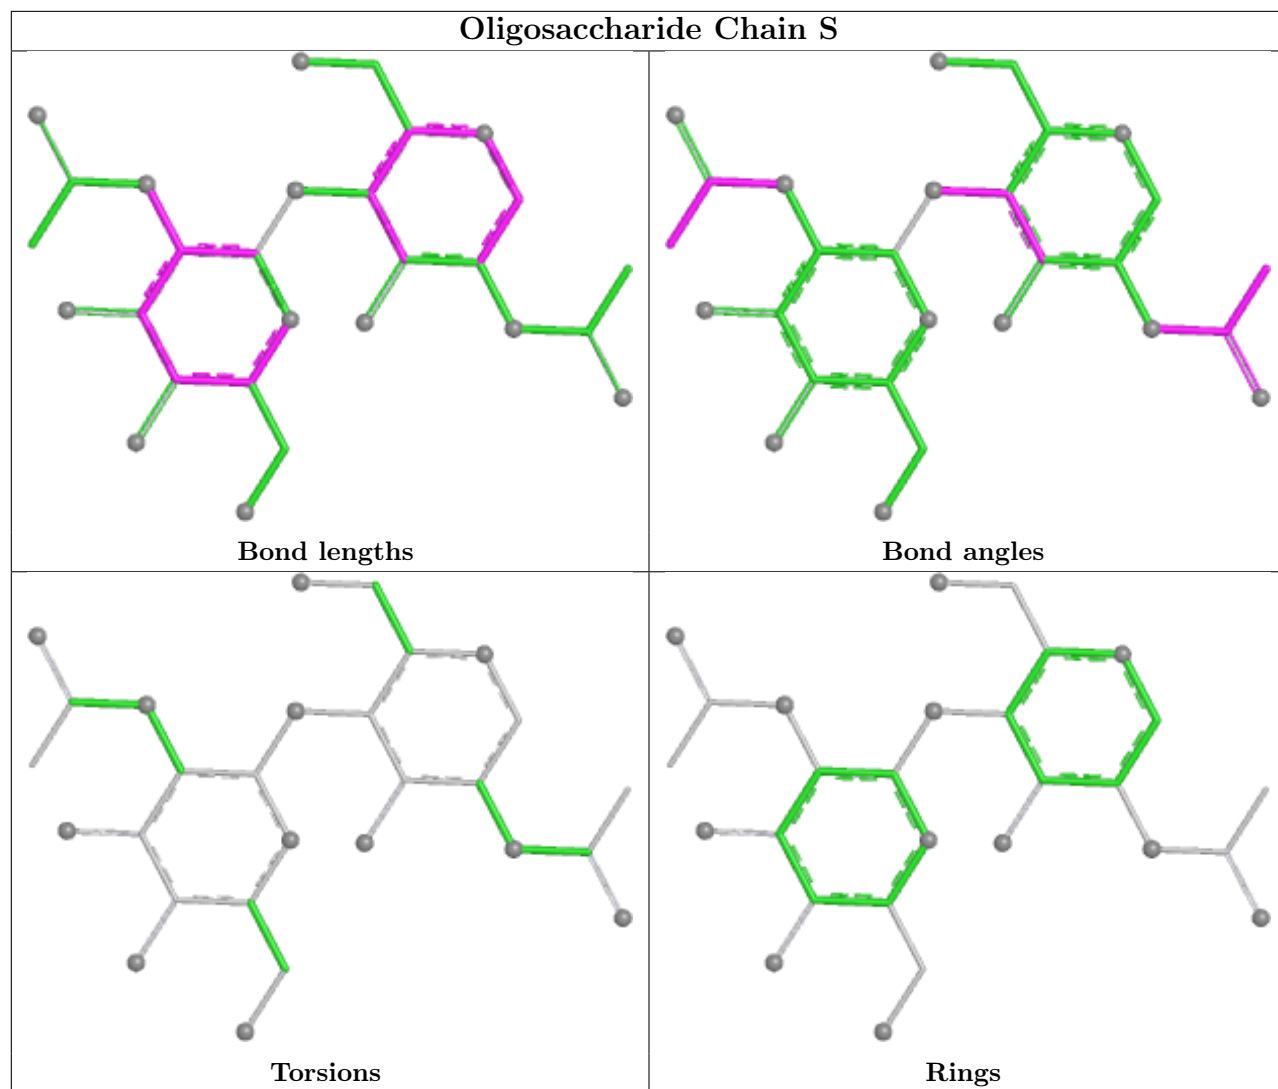 Oligosaccharide Chain S
Bond lengths
Bond angles
Torsions
Rings